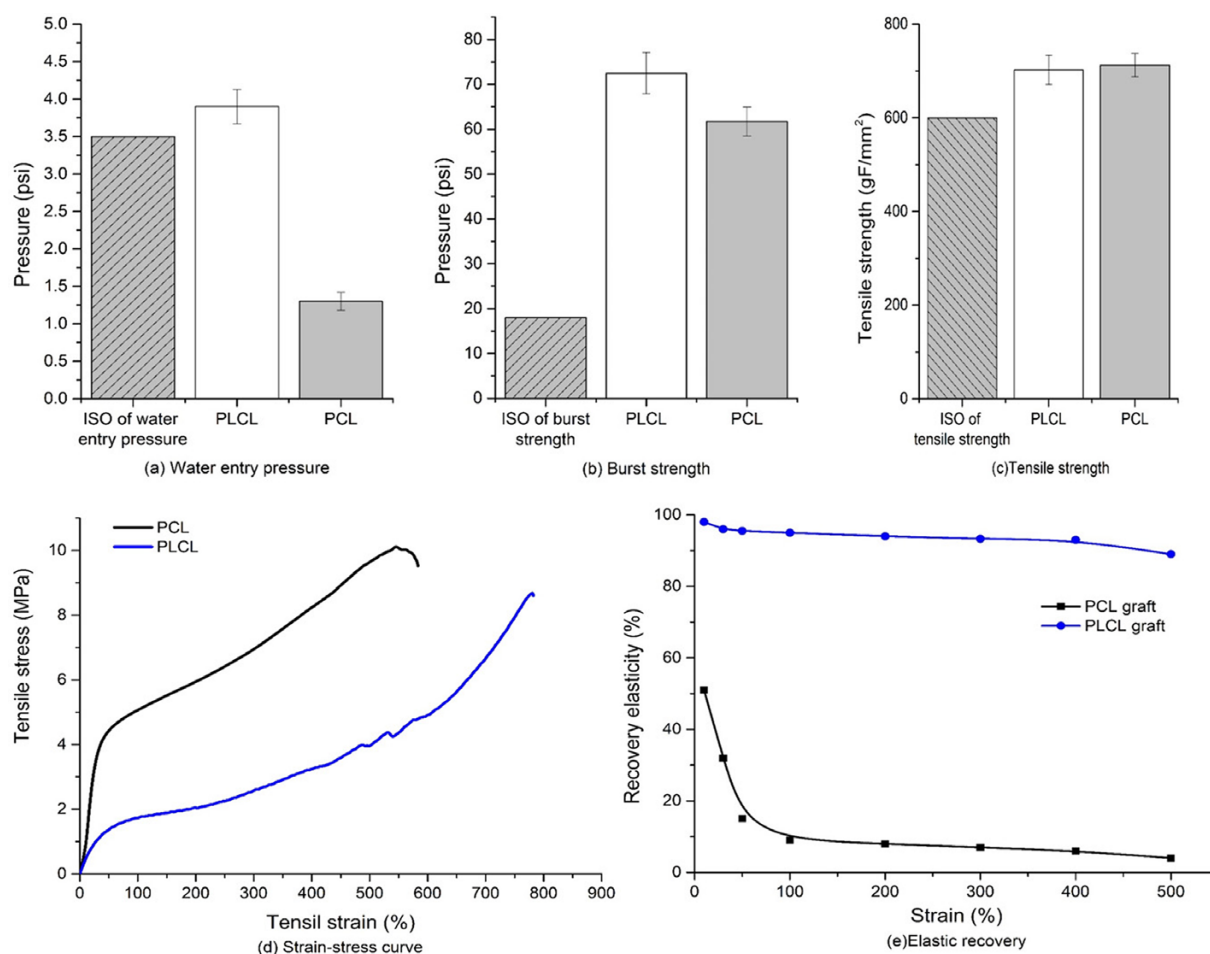 5.0
4.5
4.0
3.5
3.0
2.5
2.0
1.5
1.0
0.5
0.0
Pressure (psi)
ISO of water
entry pressure
PLCL
PCL
(a) Water entry pressure
80
70
60
50
40
30
20
10
0
Pressure (psi)
ISO of burst
strength
PLCL
PCL
(b) Burst strength
800
600
400
200
0
Tensile strength (gF/mm²)
ISO of
tensile strength
PLCL
PCL
(c)Tensile strength
PCL
PLCL
10
8
6
4
2
0
Tensile stress (MPa)
0 100 200 300 400 500 600 700 800 900
Tensil strain (%)
(d) Strain-stress curve
100
80
60
40
20
0
Recovery elasticity (%)
PCL graft
PLCL graft
0 100 200 300 400 500
Strain (%)
(e)Elastic recovery